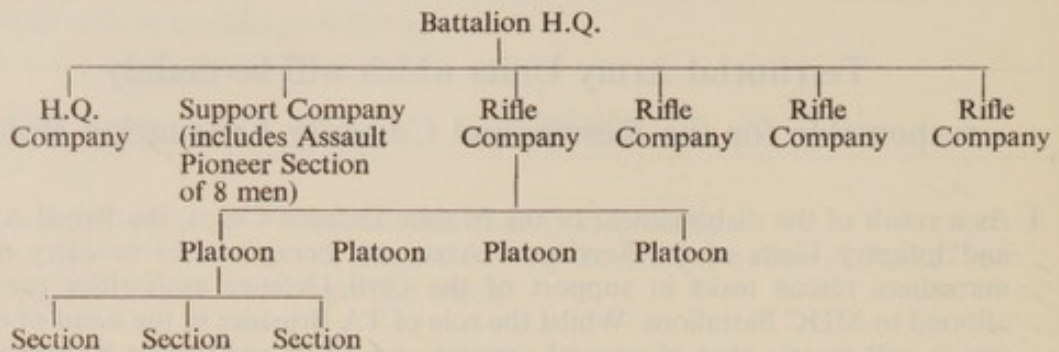 Battalion H.Q.
H.Q. Company
Support Company (includes Assault Pioneer Section of 8 men)
Rifle Company
Rifle Company
Rifle Company
Rifle Company
Platoon Platoon Platoon Platoon
Section Section Section